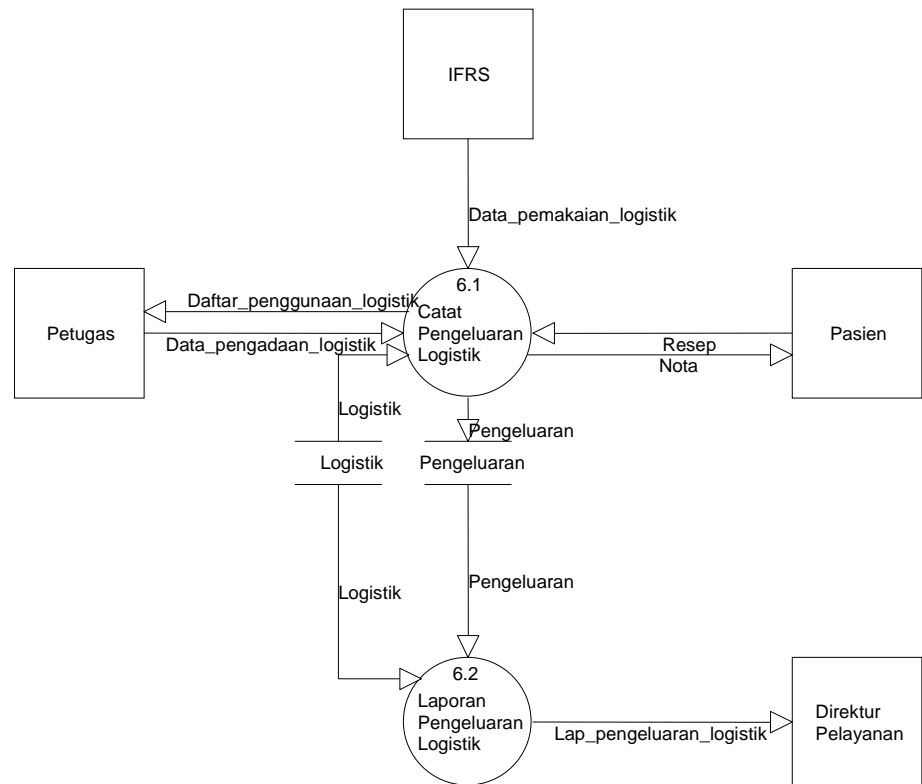 IFRS
Data_pemakaian_logistik
6.1
Catat
Pengeluaran
Logistik
Daftar_penggunaan_logistik
Petugas
Data_pengadaan_logistik
Pasien
Resep
Nota
Logistik
Pengeluaran
Logistik
Pengeluaran
Logistik
Pengeluaran
6.2
Laporan
Pengeluaran
Logistik
Lap_pengeluaran_logistik
Direktur
Pelayanan